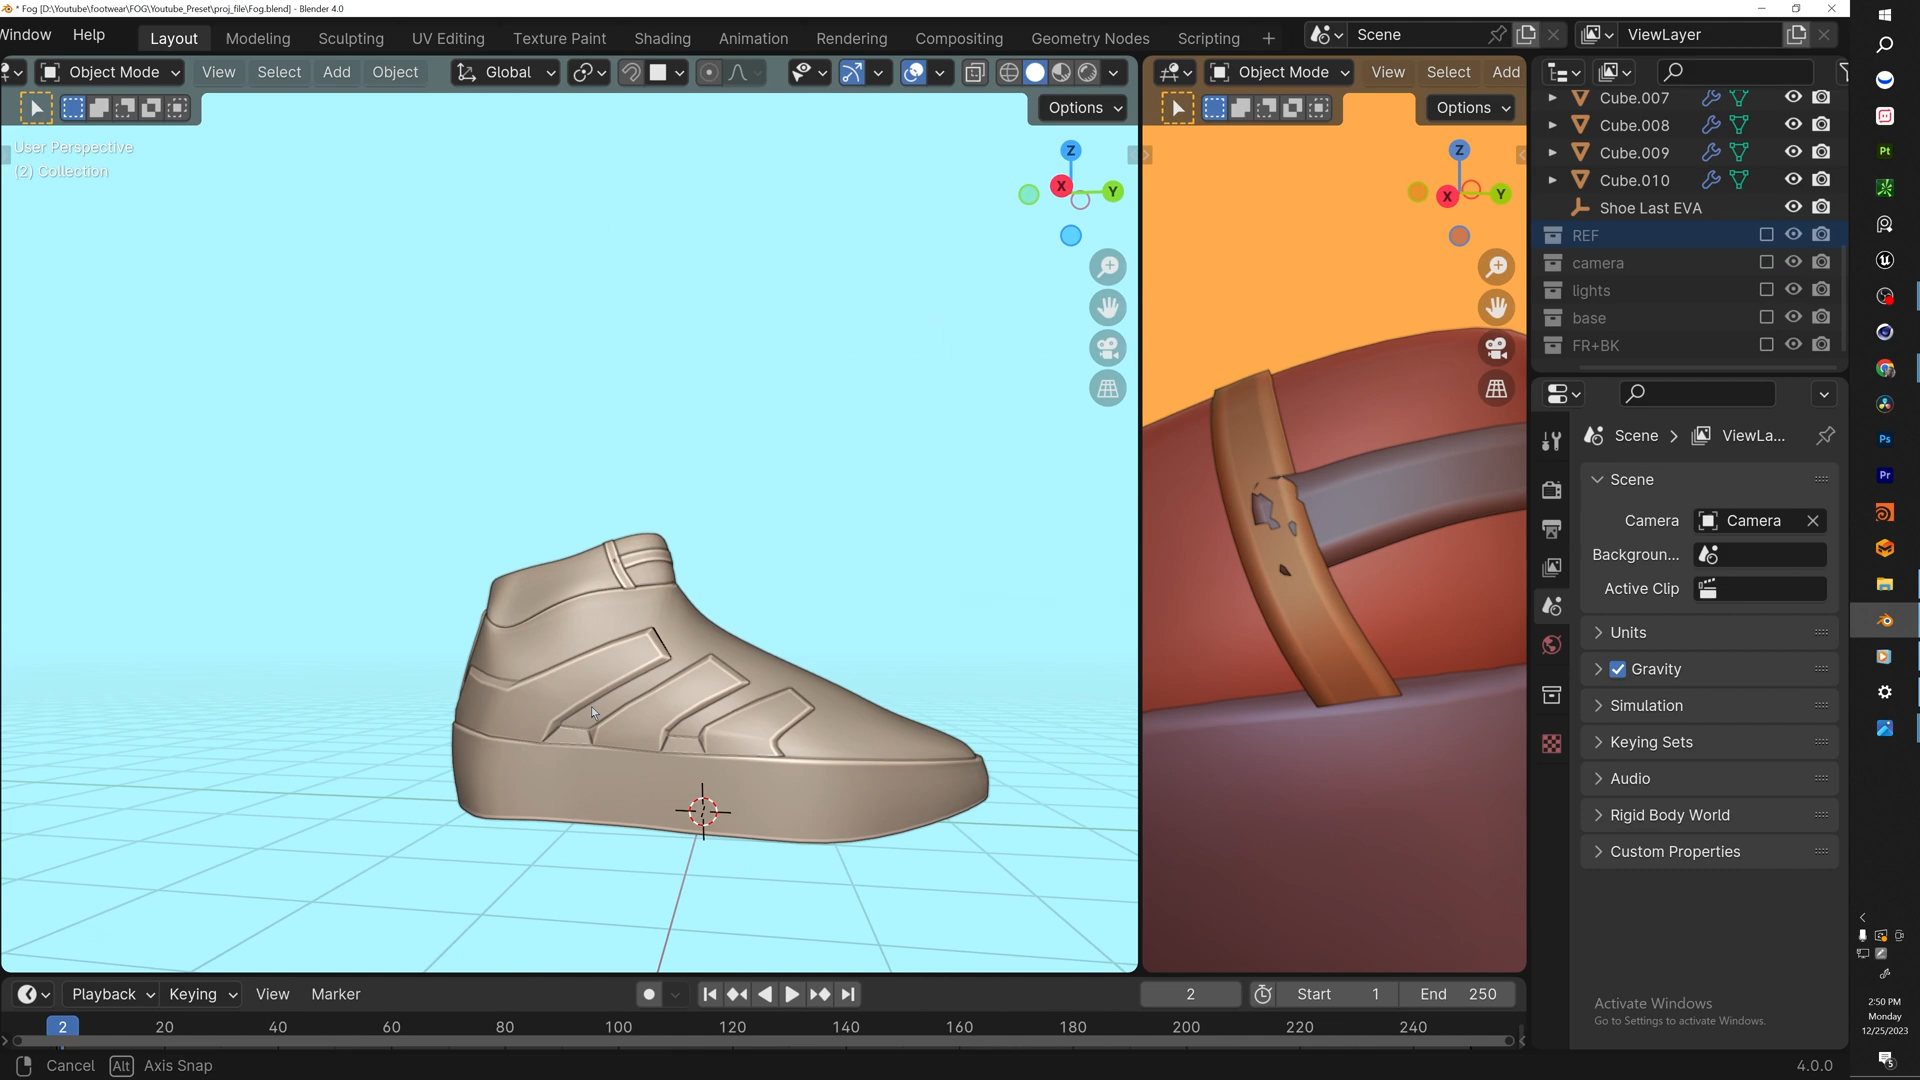 * Fog [D:\Youtube\footwear\FOG\Youtube_Preset\proj_file\Fog.blend] - Blender 4.0
Window Help Layout Modeling Sculpting UV Editing Texture Paint Shading Animation Rendering Compositing Geometry Nodes Scripting + Scene ViewLayer
Object Mode View Select Add Object Global
Object Mode View Select Add
Options
Options
User Perspective
(2) Collection
Z
X
Y
Z
X
Y
Cube.007
Cube.008
Cube.009
Cube.010
Shoe Last EVA
REF
camera
lights
base
FR+BK
Scene > ViewLa...
Scene
Camera Camera
Backgroun...
Active Clip
Units
Gravity
Simulation
Keying Sets
Audio
Rigid Body World
Custom Properties
Activate Windows
Go to Settings to activate Windows.
Playback Keying View Marker 2 Start 1 End 250
2 20 40 60 80 100 120 140 160 180 200 220 240
Cancel Alt Axis Snap 4.0.0
Pt
Ps
Pr
2:50 PM
Monday
12/25/2023
5